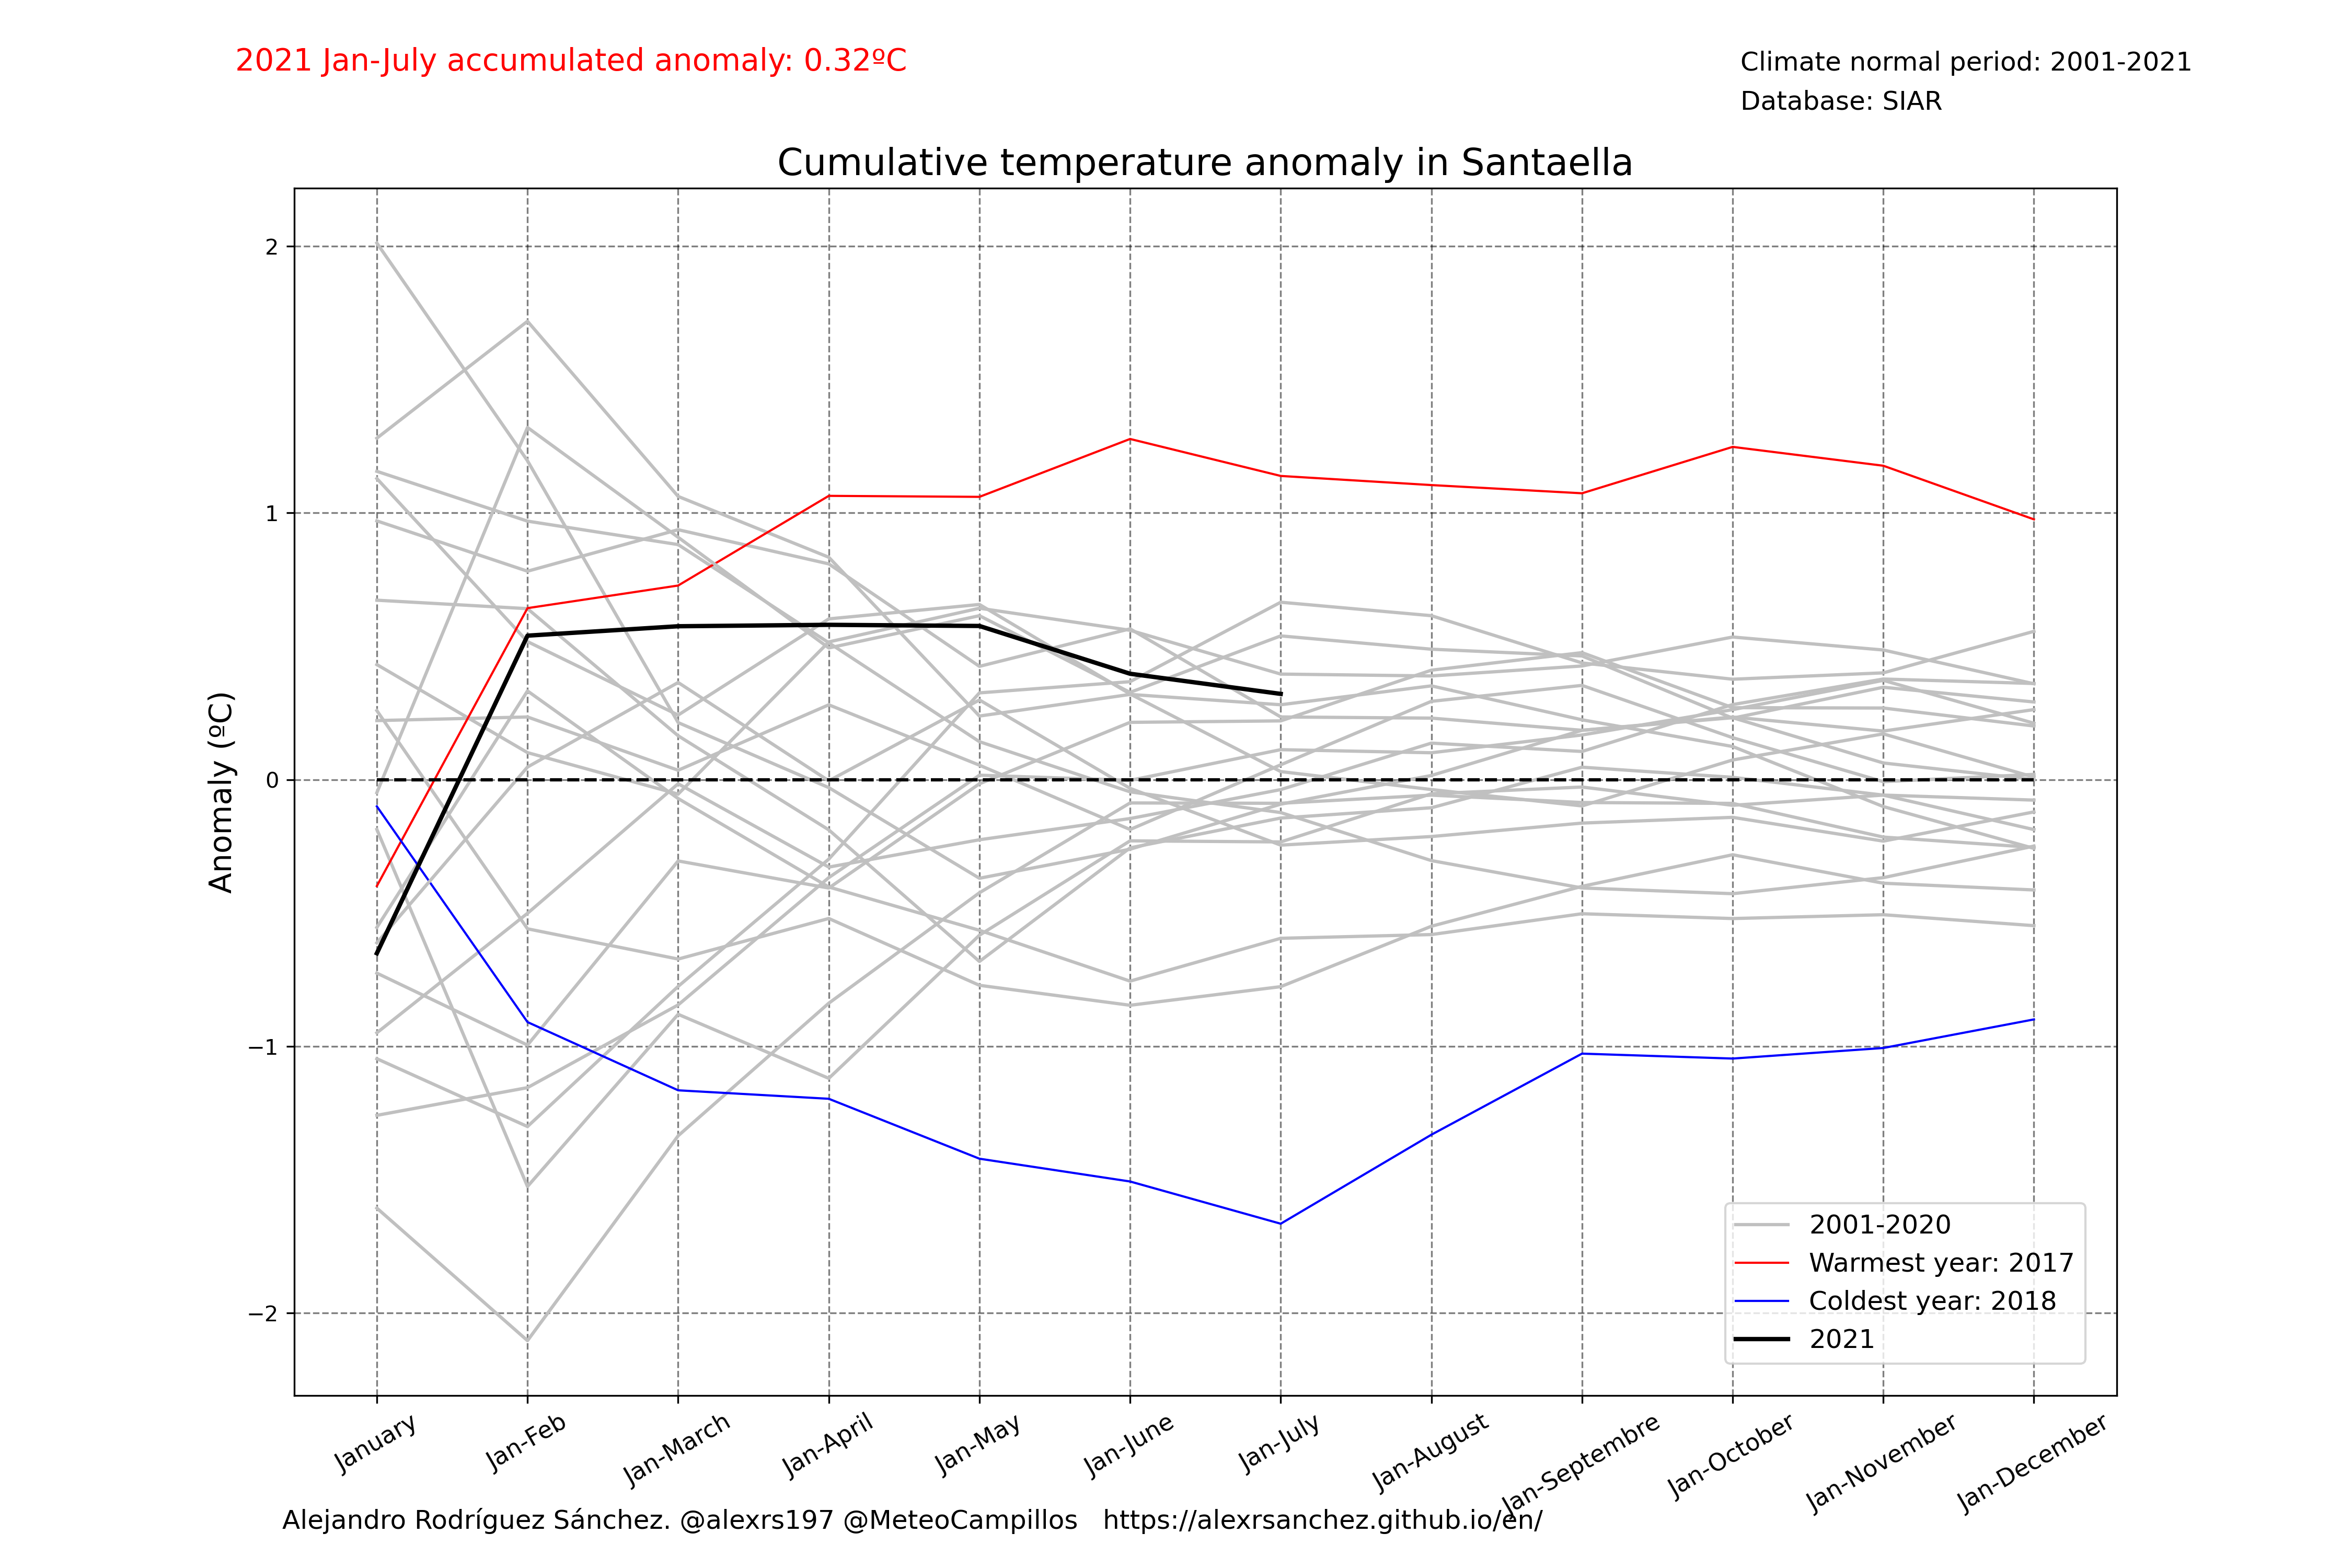 2021 Jan-July accumulated anomaly: 0.32ºC
Climate normal period: 2001-2021
Database: SIAR
Cumulative temperature anomaly in Santaella
Anomaly (ºC)
2
1
0
−1
−2
2001-2020
Warmest year: 2017
Coldest year: 2018
2021
January
Jan-Feb
Jan-March
Jan-April
Jan-May
Jan-June
Jan-July
Jan-August
Jan-Septembre
Jan-October
Jan-November
Jan-December
Alejandro Rodríguez Sánchez. @alexrs197 @MeteoCampillos https://alexrsanchez.github.io/en/